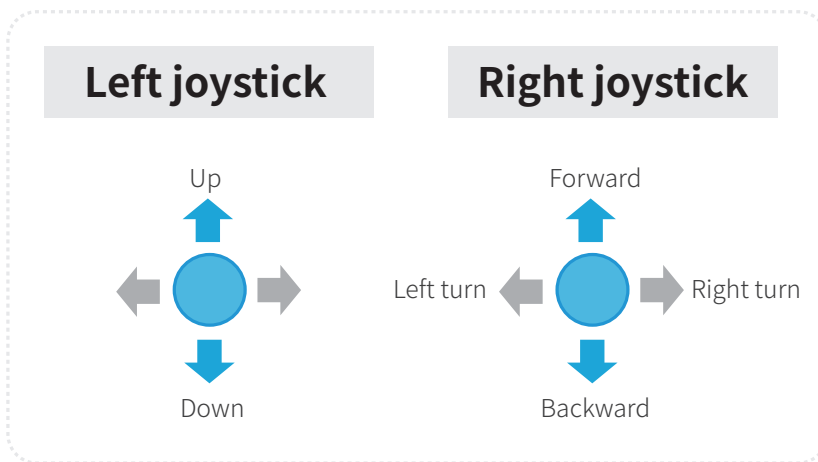 Left joystick
Right joystick
Up
Forward
Left turn
Right turn
Down
Backward